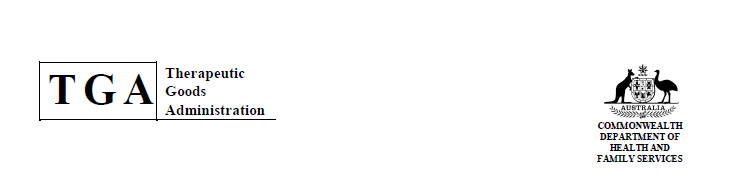 TGA
Therapeutic
Goods
Administration
AUSTRALIA
COMMONWEALTH
DEPARTMENT OF
HEALTH AND
FAMILY SERVICES